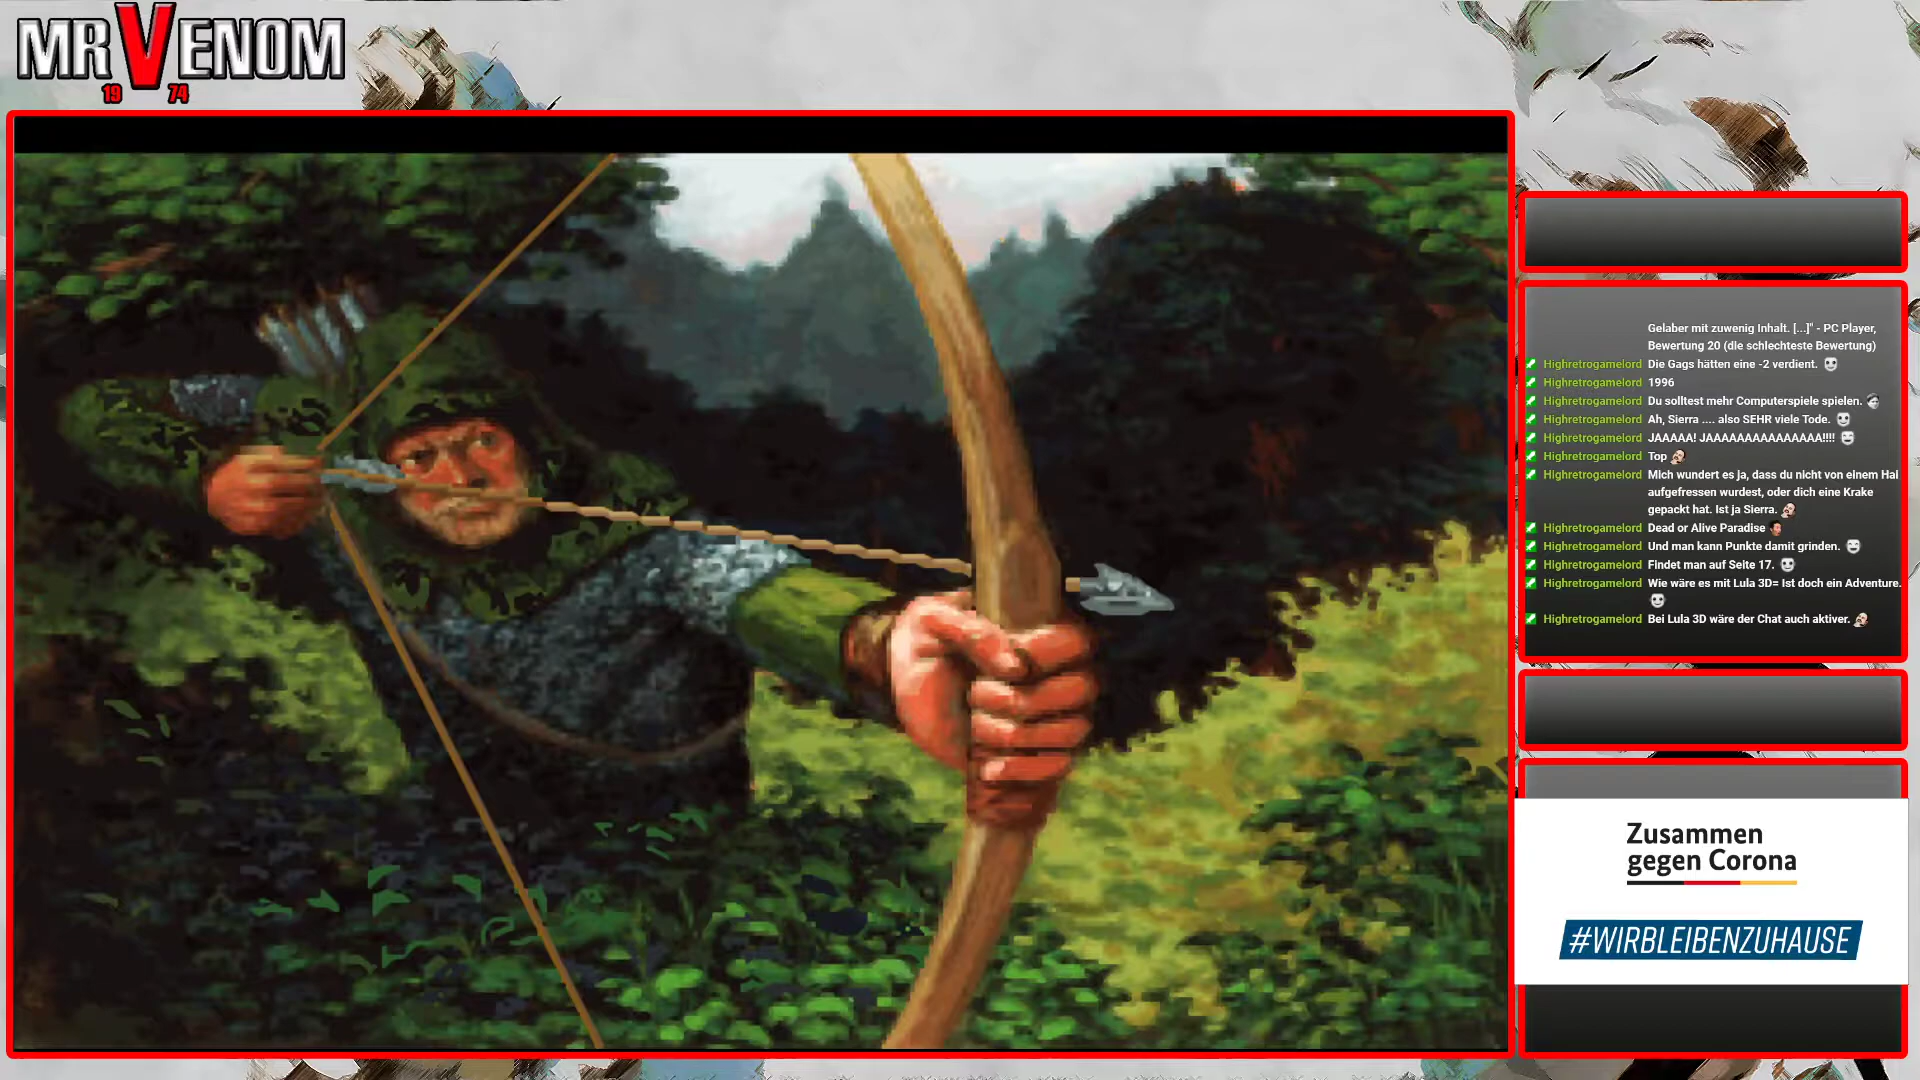 MRVENOM
19 74
Gelaber mit zuwenig Inhalt. [...]" - PC Player,
Bewertung 20 (die schlechteste Bewertung)
Highretrogamelord Die Gags hätten eine -2 verdient.
Highretrogamelord 1996
Highretrogamelord Du solltest mehr Computerspiele spielen.
Highretrogamelord Ah, Sierra .... also SEHR viele Tode.
Highretrogamelord JAAAAA! JAAAAAAAAAAAAAAA!!!!
Highretrogamelord Top
Highretrogamelord Mich wundert es ja, dass du nicht von einem Hai
aufgefressen wurdest, oder dich eine Krake
gepackt hat. Ist ja Sierra.
Highretrogamelord Dead or Alive Paradise
Highretrogamelord Und man kann Punkte damit grinden.
Highretrogamelord Findet man auf Seite 17.
Highretrogamelord Wie wäre es mit Lula 3D= Ist doch ein Adventure.
Highretrogamelord Bei Lula 3D wäre der Chat auch aktiver.
Zusammen
gegen Corona
#WIRBLEIBENZUHAUSE